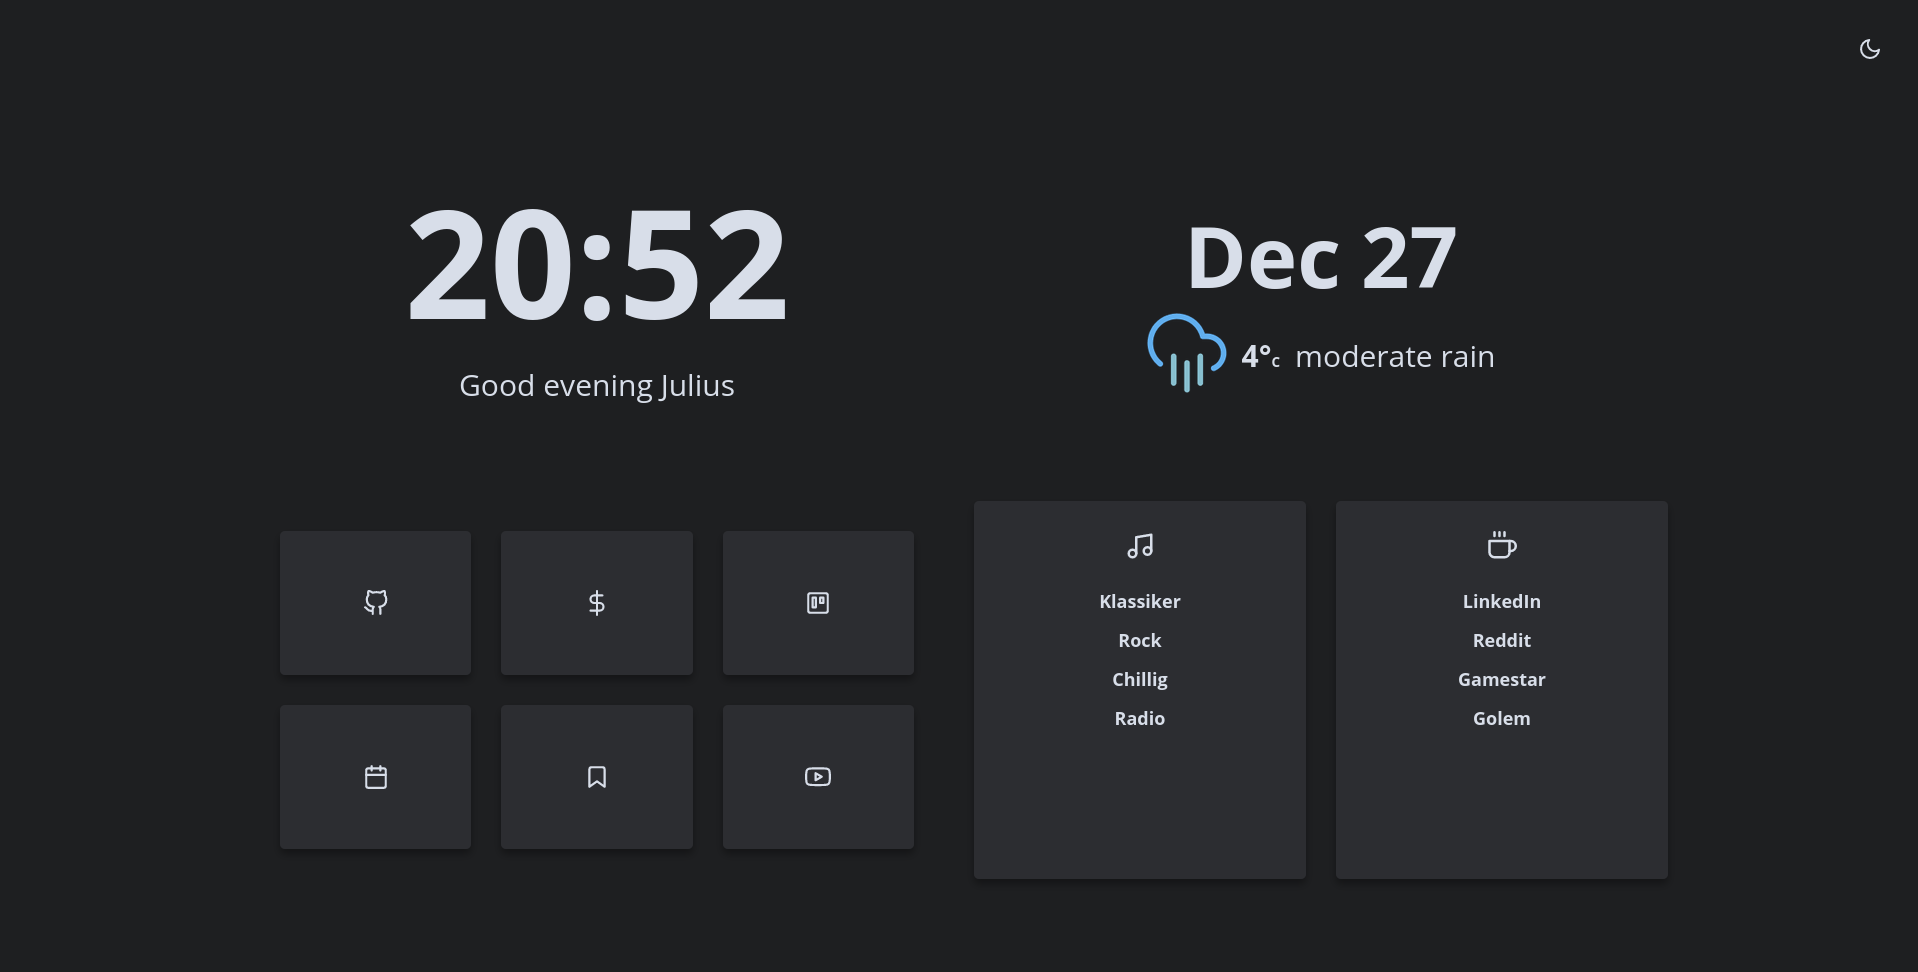 20:52
Good evening Julius
Dec 27
4°c moderate rain
Klassiker
Rock
Chillig
Radio
LinkedIn
Reddit
Gamestar
Golem